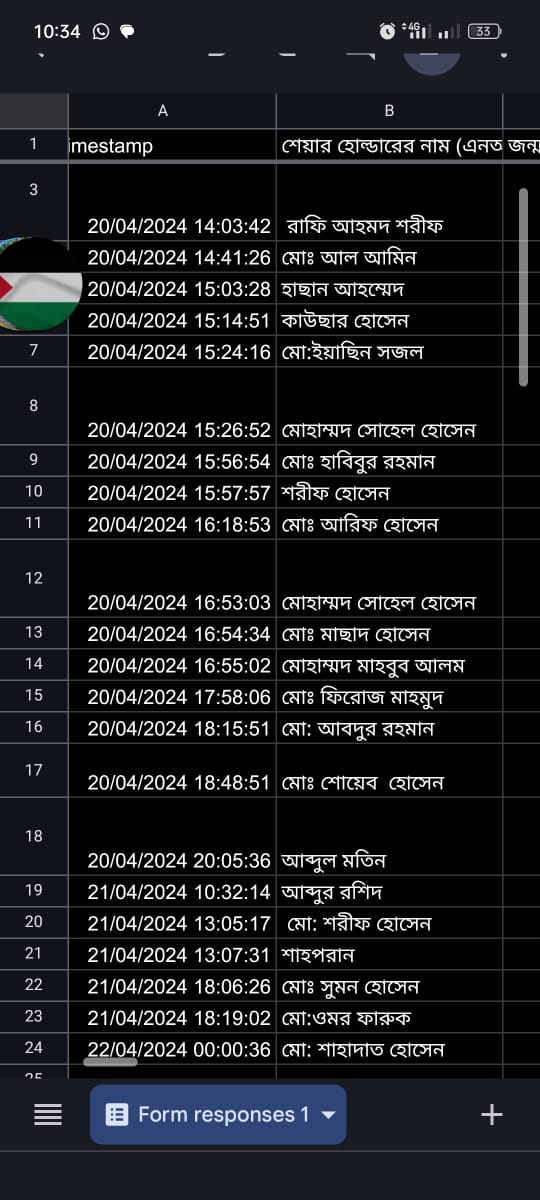 10:34 4G 33
A B
1 imestamp শেয়ার হোল্ডারের নাম (এনআ জন্ম
3 20/04/2024 14:03:42 রাফি আহমদ শরীফ
20/04/2024 14:41:26 মোঃ আল আমিন
20/04/2024 15:03:28 হাছান আহম্মেদ
20/04/2024 15:14:51 কাউছার হোসেন
7 20/04/2024 15:24:16 মো:ইয়াছিন সজল
8 20/04/2024 15:26:52 মোহাম্মদ সোহেল হোসেন
9 20/04/2024 15:56:54 মোঃ হাবিবুর রহমান
10 20/04/2024 15:57:57 শরীফ হোসেন
11 20/04/2024 16:18:53 মোঃ আরিফ হোসেন
12 20/04/2024 16:53:03 মোহাম্মদ সোহেল হোসেন
13 20/04/2024 16:54:34 মোঃ মাছাদ হোসেন
14 20/04/2024 16:55:02 মোহাম্মদ মাহবুব আলম
15 20/04/2024 17:58:06 মোঃ ফিরোজ মাহমুদ
16 20/04/2024 18:15:51 মো: আবদুর রহমান
17 20/04/2024 18:48:51 মোঃ শোয়েব হোসেন
18 20/04/2024 20:05:36 আব্দুল মতিন
19 21/04/2024 10:32:14 আব্দুর রশিদ
20 21/04/2024 13:05:17 মো: শরীফ হোসেন
21 21/04/2024 13:07:31 শাহপরান
22 21/04/2024 18:06:26 মোঃ সুমন হোসেন
23 21/04/2024 18:19:02 মো:ওমর ফারুক
24 22/04/2024 00:00:36 মো: শাহাদাত হোসেন
Form responses 1